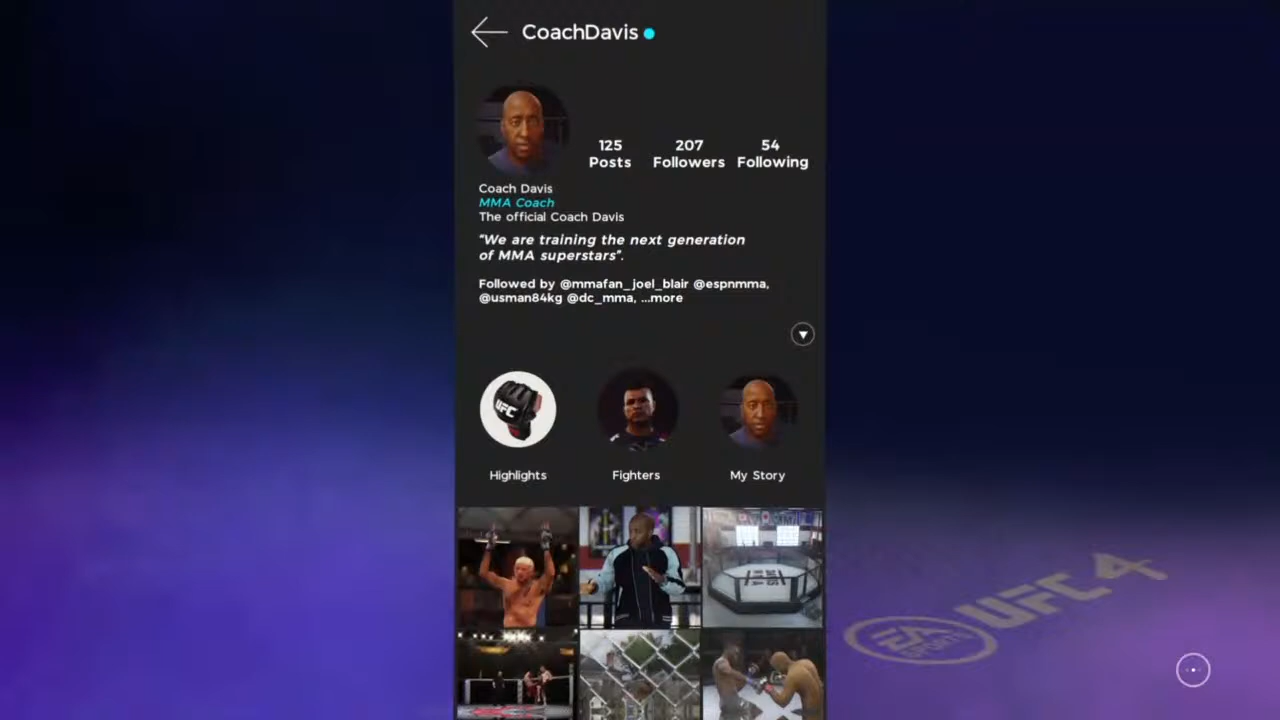 CoachDavis
125
Posts
207
Followers
54
Following
Coach Davis
MMA Coach
The official Coach Davis
"We are training the next generation
of MMA superstars".
Followed by @mmafan_joel_blair @espnmma,
@usman84kg @dc_mma, ...more
UFC
Highlights
Fighters
My Story
EA
SPORTS
UFC 4